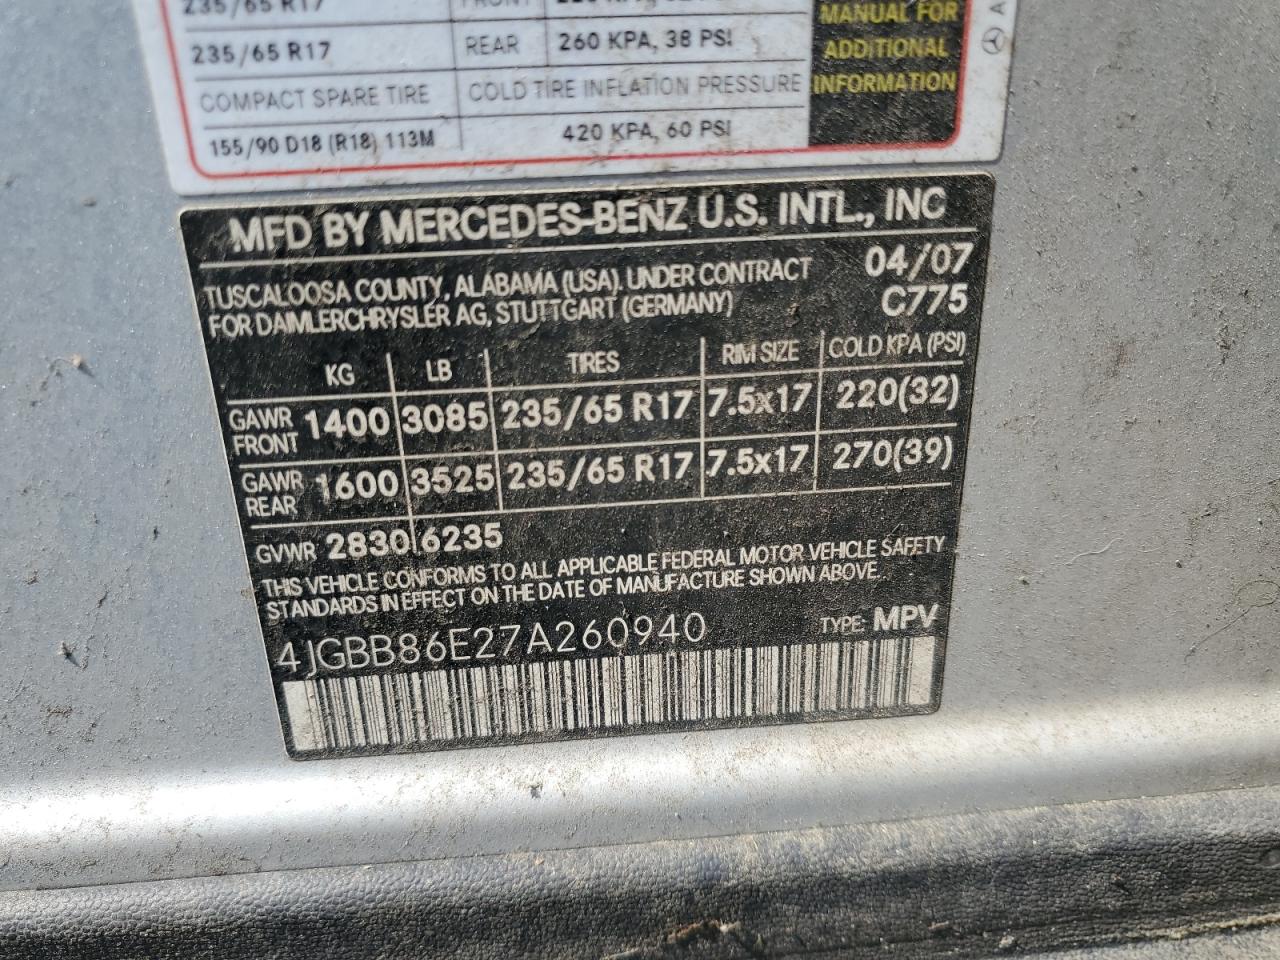 235/65 R17 FRONT
235/65 R17 REAR 260 KPA, 38 PSI
COMPACT SPARE TIRE COLD TIRE INFLATION PRESSURE
155/90 D18 (R18) 113M 420 KPA, 60 PSI
MANUAL FOR
ADDITIONAL
INFORMATION
A
MFD BY MERCEDES-BENZ U.S. INTL., INC
TUSCALOOSA COUNTY, ALABAMA (USA). UNDER CONTRACT 04/07
FOR DAIMLERCHRYSLER AG, STUTTGART (GERMANY) C775
KG LB TIRES RIM SIZE COLD KPA (PSI)
GAWR FRONT 1400 3085 235/65 R17 7.5x17 220(32)
GAWR REAR 1600 3525 235/65 R17 7.5x17 270(39)
GVWR 2830 6235
THIS VEHICLE CONFORMS TO ALL APPLICABLE FEDERAL MOTOR VEHICLE SAFETY
STANDARDS IN EFFECT ON THE DATE OF MANUFACTURE SHOWN ABOVE.
4JGBB86E27A260940 TYPE: MPV